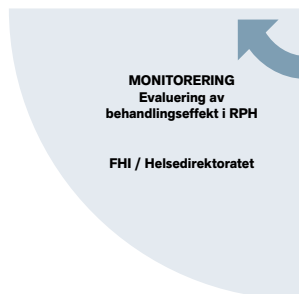 MONITORERING
Evaluering av
behandlingseffekt i RPH
FHI / Helsedirektoratet